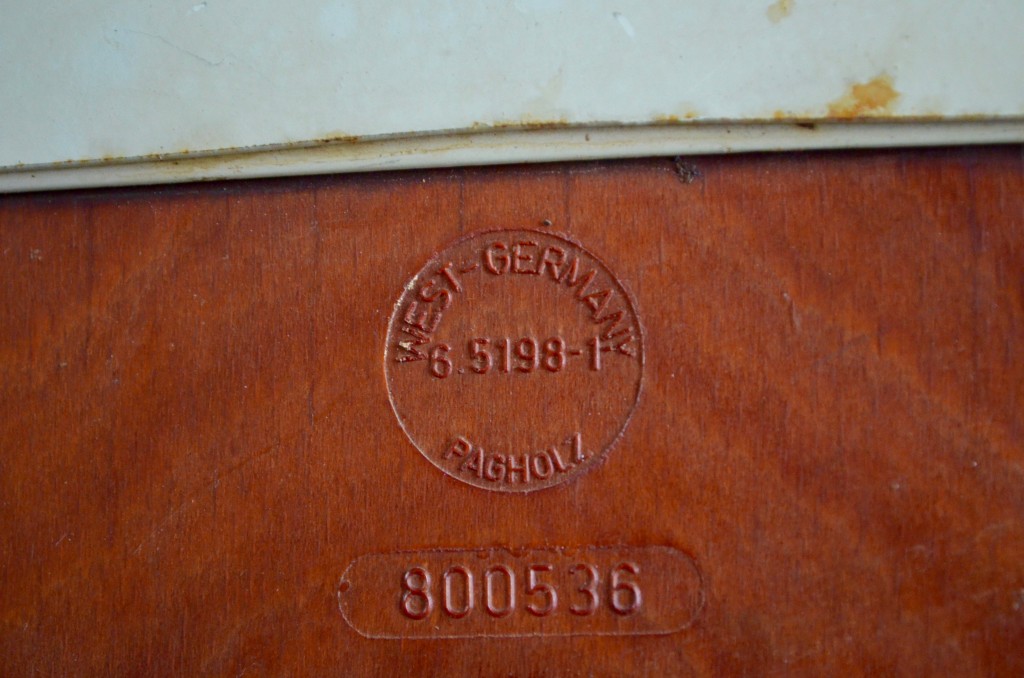 WEST-GERMANY
6.5198-1
PAGHOLZ
800536